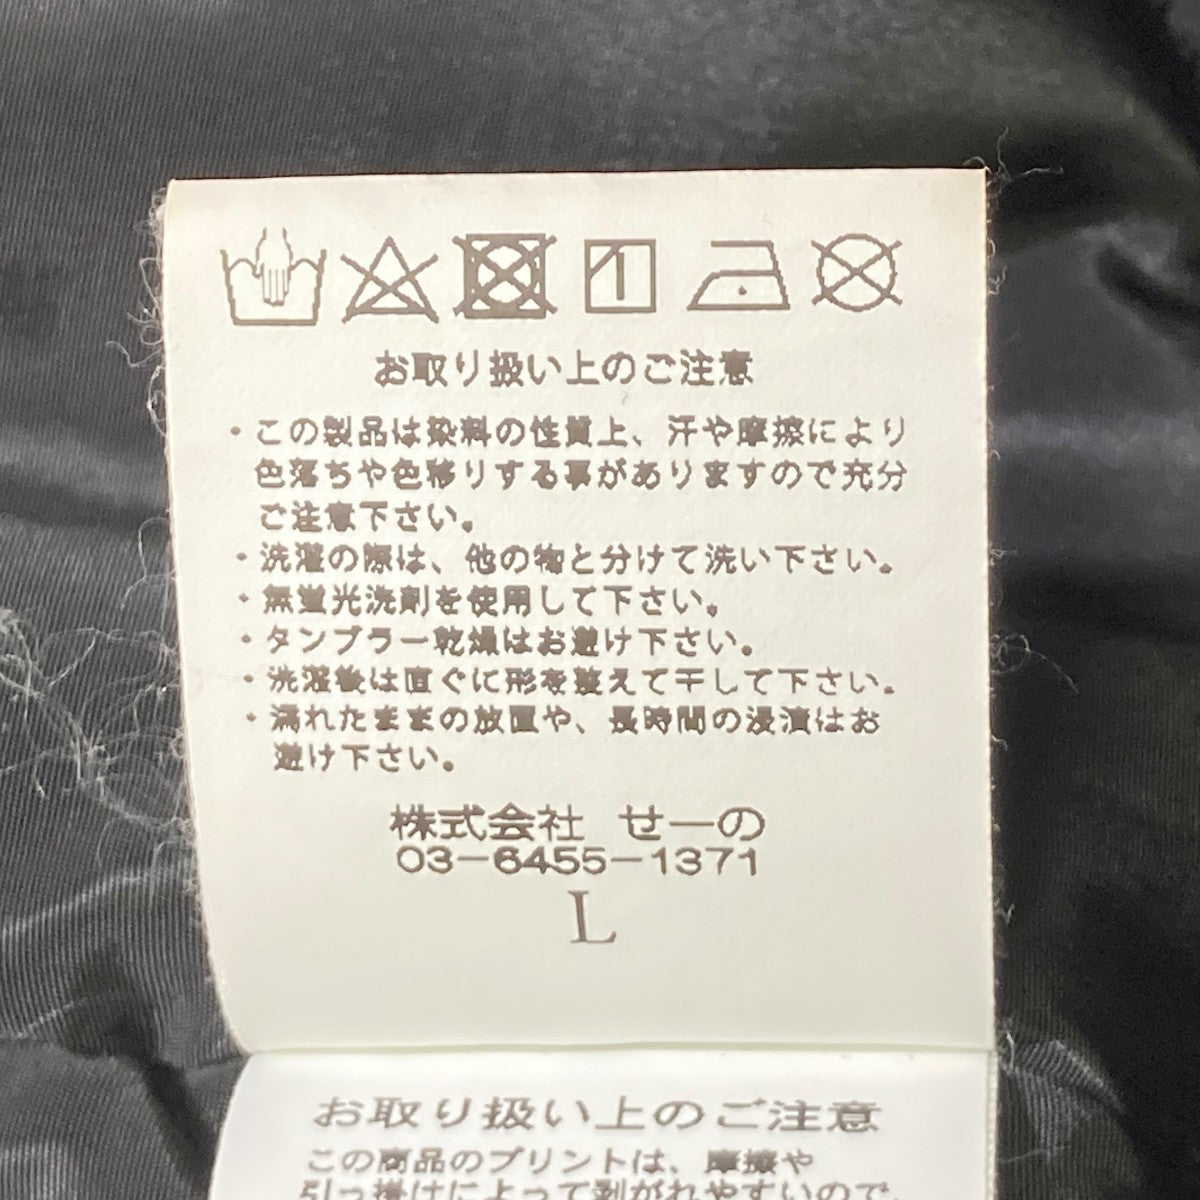 お取り扱い上のご注意
・この製品は染料の性質上、汗や摩擦により
色落ちや色移りする事がありますので充分
ご注意下さい。
・洗濯の際は、他の物と分けて洗い下さい。
・無蛍光洗剤を使用して下さい。
・タンブラー乾燥はお避け下さい。
・洗濯後は直ぐに形を整えて干して下さい。
・濡れたままの放置や、長時間の浸漬はお
避け下さい。
株式会社 せーの
03-6455-1371
L
お取り扱い上のご注意
この商品のプリントは、摩擦や
引っ掛けによって剥がれやすいので、